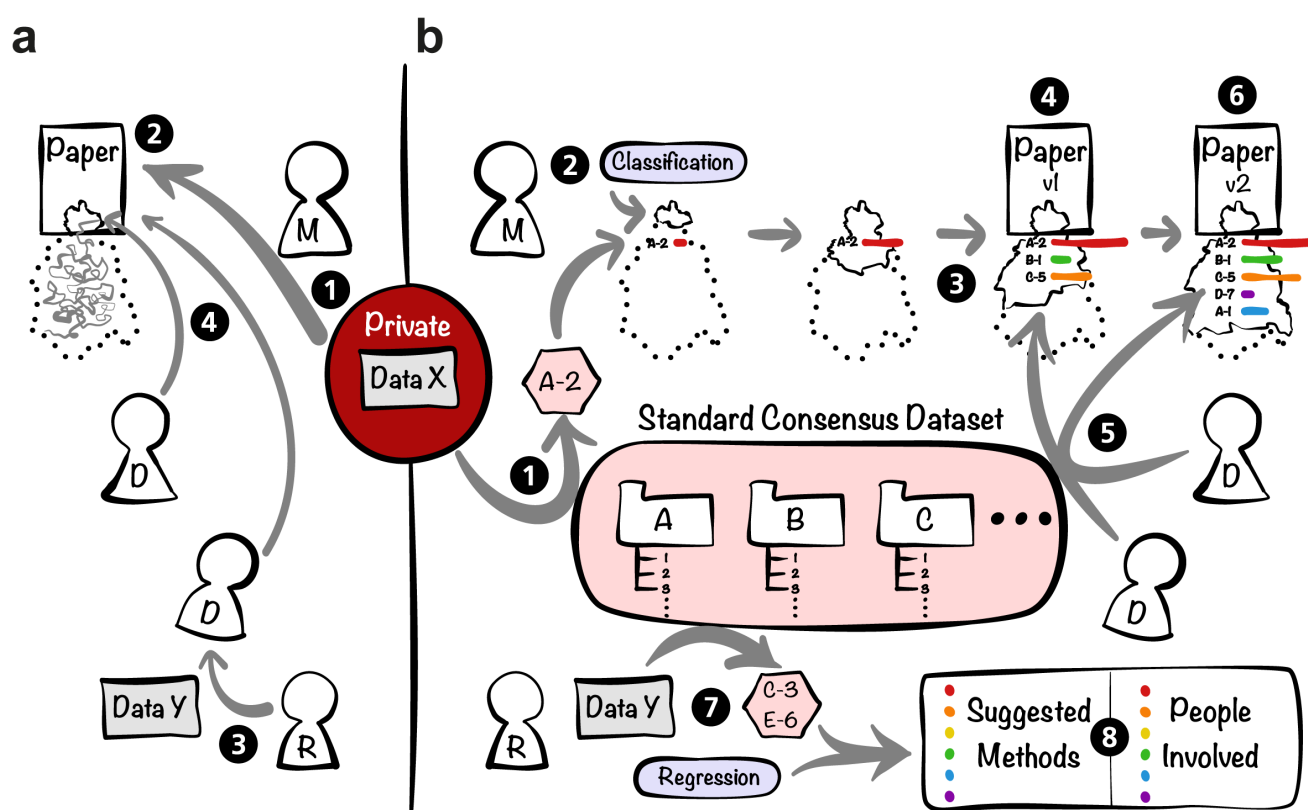 a
b
Paper
2
M
1
Private
Data X
4
D
D
Data Y
3
R
M
2
Classification
A-2
A-2
3
4
Paper
v1
A-2
B-1
C-5
6
Paper
v2
A-2
B-1
C-5
D-7
A-1
A-2
1
Standard Consensus Dataset
A
1
2
3
B
1
2
3
C
1
2
3
5
D
D
R
Data Y
7
C-3
E-6
Regression
Suggested
Methods
8
People
Involved